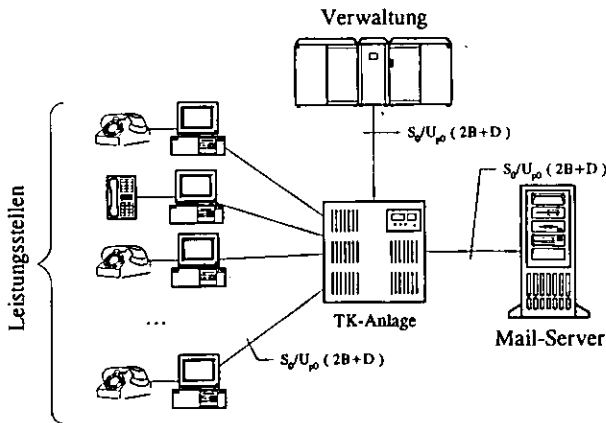 Verwaltung
S₀/Uₚ₀ (2B+D)
S₀/Uₚ₀ (2B+D)
Leistungsstellen
TK-Anlage
Mail-Server
...
S₀/Uₚ₀ (2B+D)